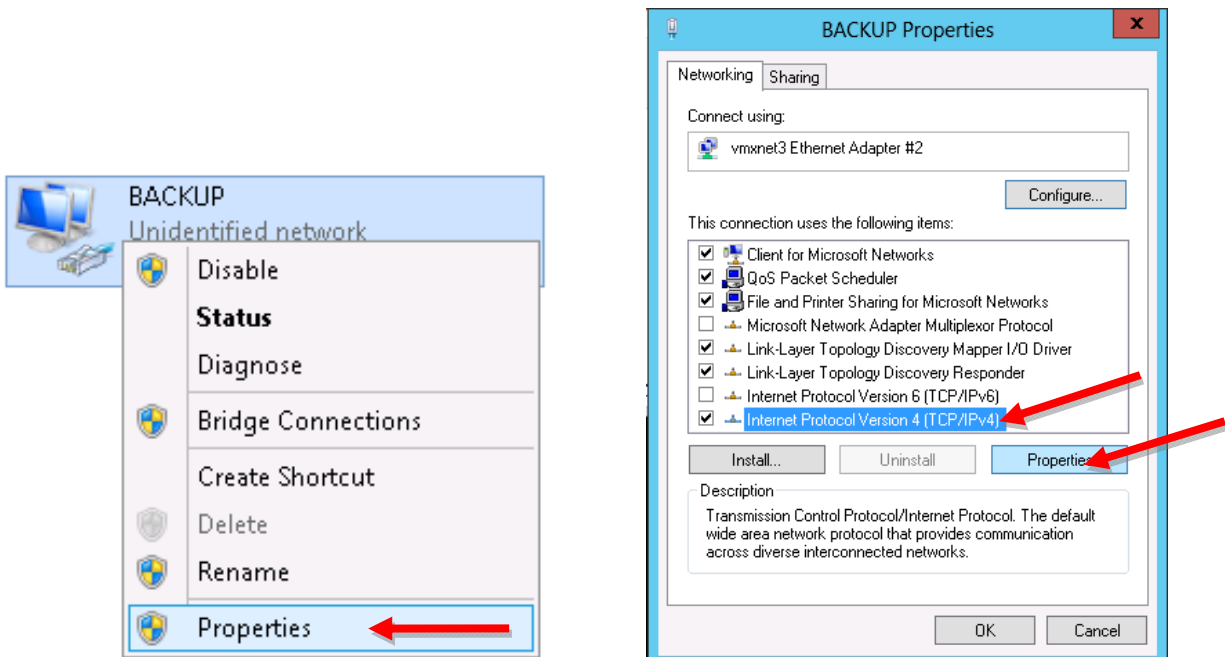 BACKUP
Unidentified network
Disable
Status
Diagnose
Bridge Connections
Create Shortcut
Delete
Rename
Properties
BACKUP Properties
x
Networking
Sharing
Connect using:
vmxnet3 Ethernet Adapter #2
Configure...
This connection uses the following items:
Client for Microsoft Networks
QoS Packet Scheduler
File and Printer Sharing for Microsoft Networks
Microsoft Network Adapter Multiplexor Protocol
Link-Layer Topology Discovery Mapper I/O Driver
Link-Layer Topology Discovery Responder
Internet Protocol Version 6 (TCP/IPv6)
Internet Protocol Version 4 (TCP/IPv4)
Install...
Uninstall
Properties
Description
Transmission Control Protocol/Internet Protocol. The default
wide area network protocol that provides communication
across diverse interconnected networks.
OK
Cancel